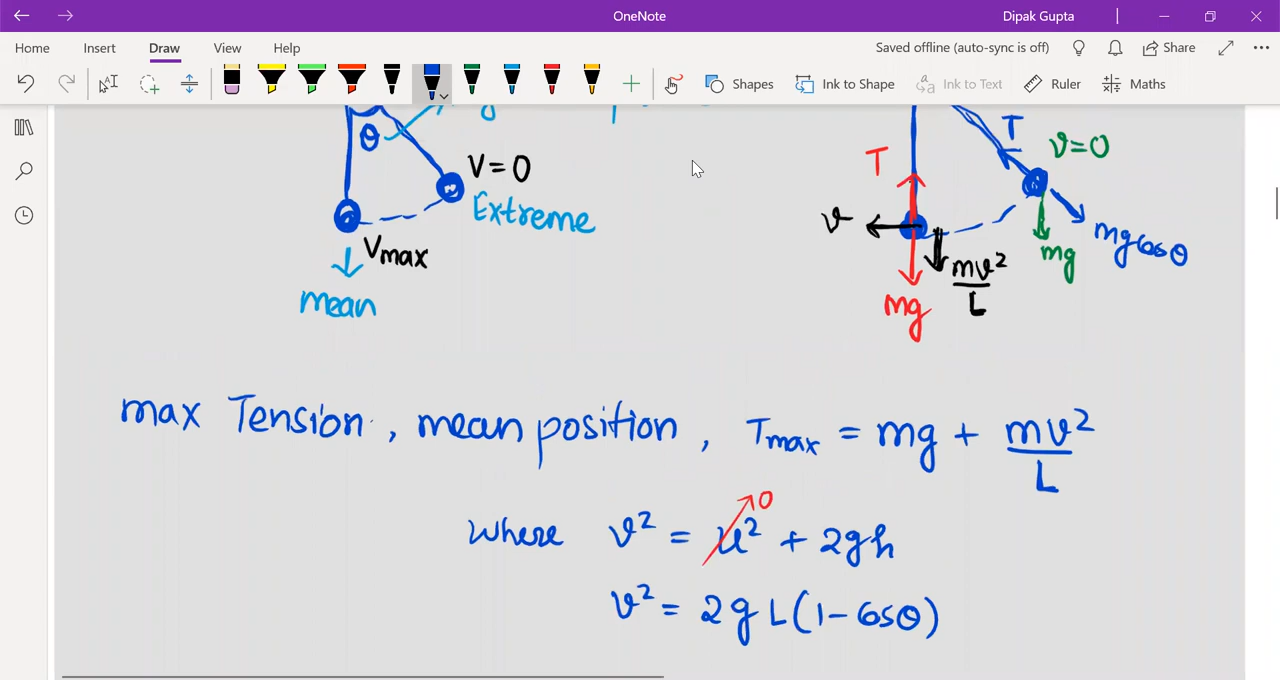 OneNote
Dipak Gupta
Home Insert Draw View Help
Saved offline (auto-sync is off)
Share
Shapes
Ink to Shape
Ink to Text
Ruler
Maths
θ
V=0
Extreme
Vmax
mean
T
T
v=0
v
mg
mv²/L
mg
mg cosθ
max Tension, mean position, Tmax = mg + mv²/L
0
where v² = u² + 2gh
v² = 2gL(1-cosθ)